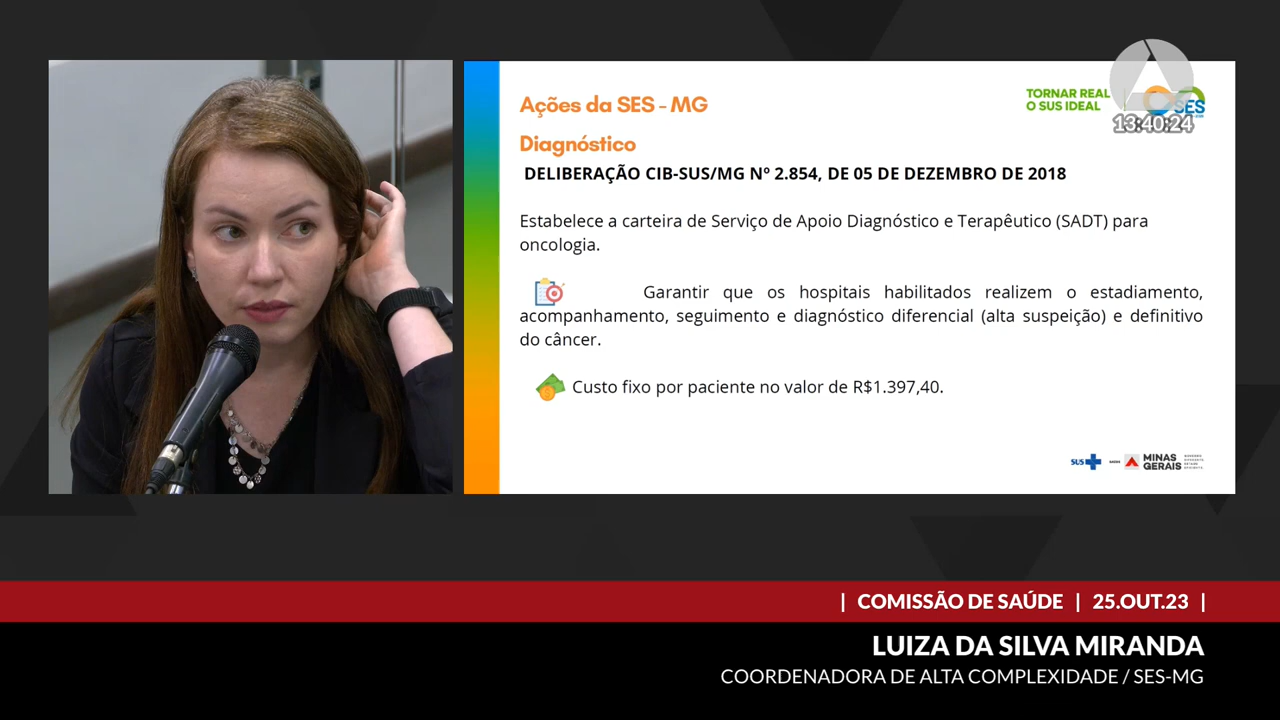 Ações da SES - MG
TORNAR REAL
O SUS IDEAL
SES
13:40:24
Diagnóstico
DELIBERAÇÃO CIB-SUS/MG Nº 2.854, DE 05 DE DEZEMBRO DE 2018
Estabelece a carteira de Serviço de Apoio Diagnóstico e Terapêutico (SADT) para
oncologia.
Garantir que os hospitais habilitados realizem o estadiamento,
acompanhamento, seguimento e diagnóstico diferencial (alta suspeição) e definitivo
do câncer.
Custo fixo por paciente no valor de R$1.397,40.
SUS
MINAS
GERAIS
| COMISSÃO DE SAÚDE | 25.OUT.23 |
LUIZA DA SILVA MIRANDA
COORDENADORA DE ALTA COMPLEXIDADE / SES-MG